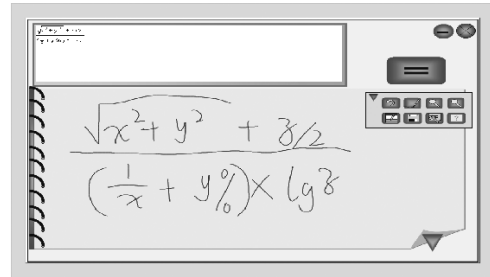 √(x²+y²) + z/2
(1/x + y%) × lg z